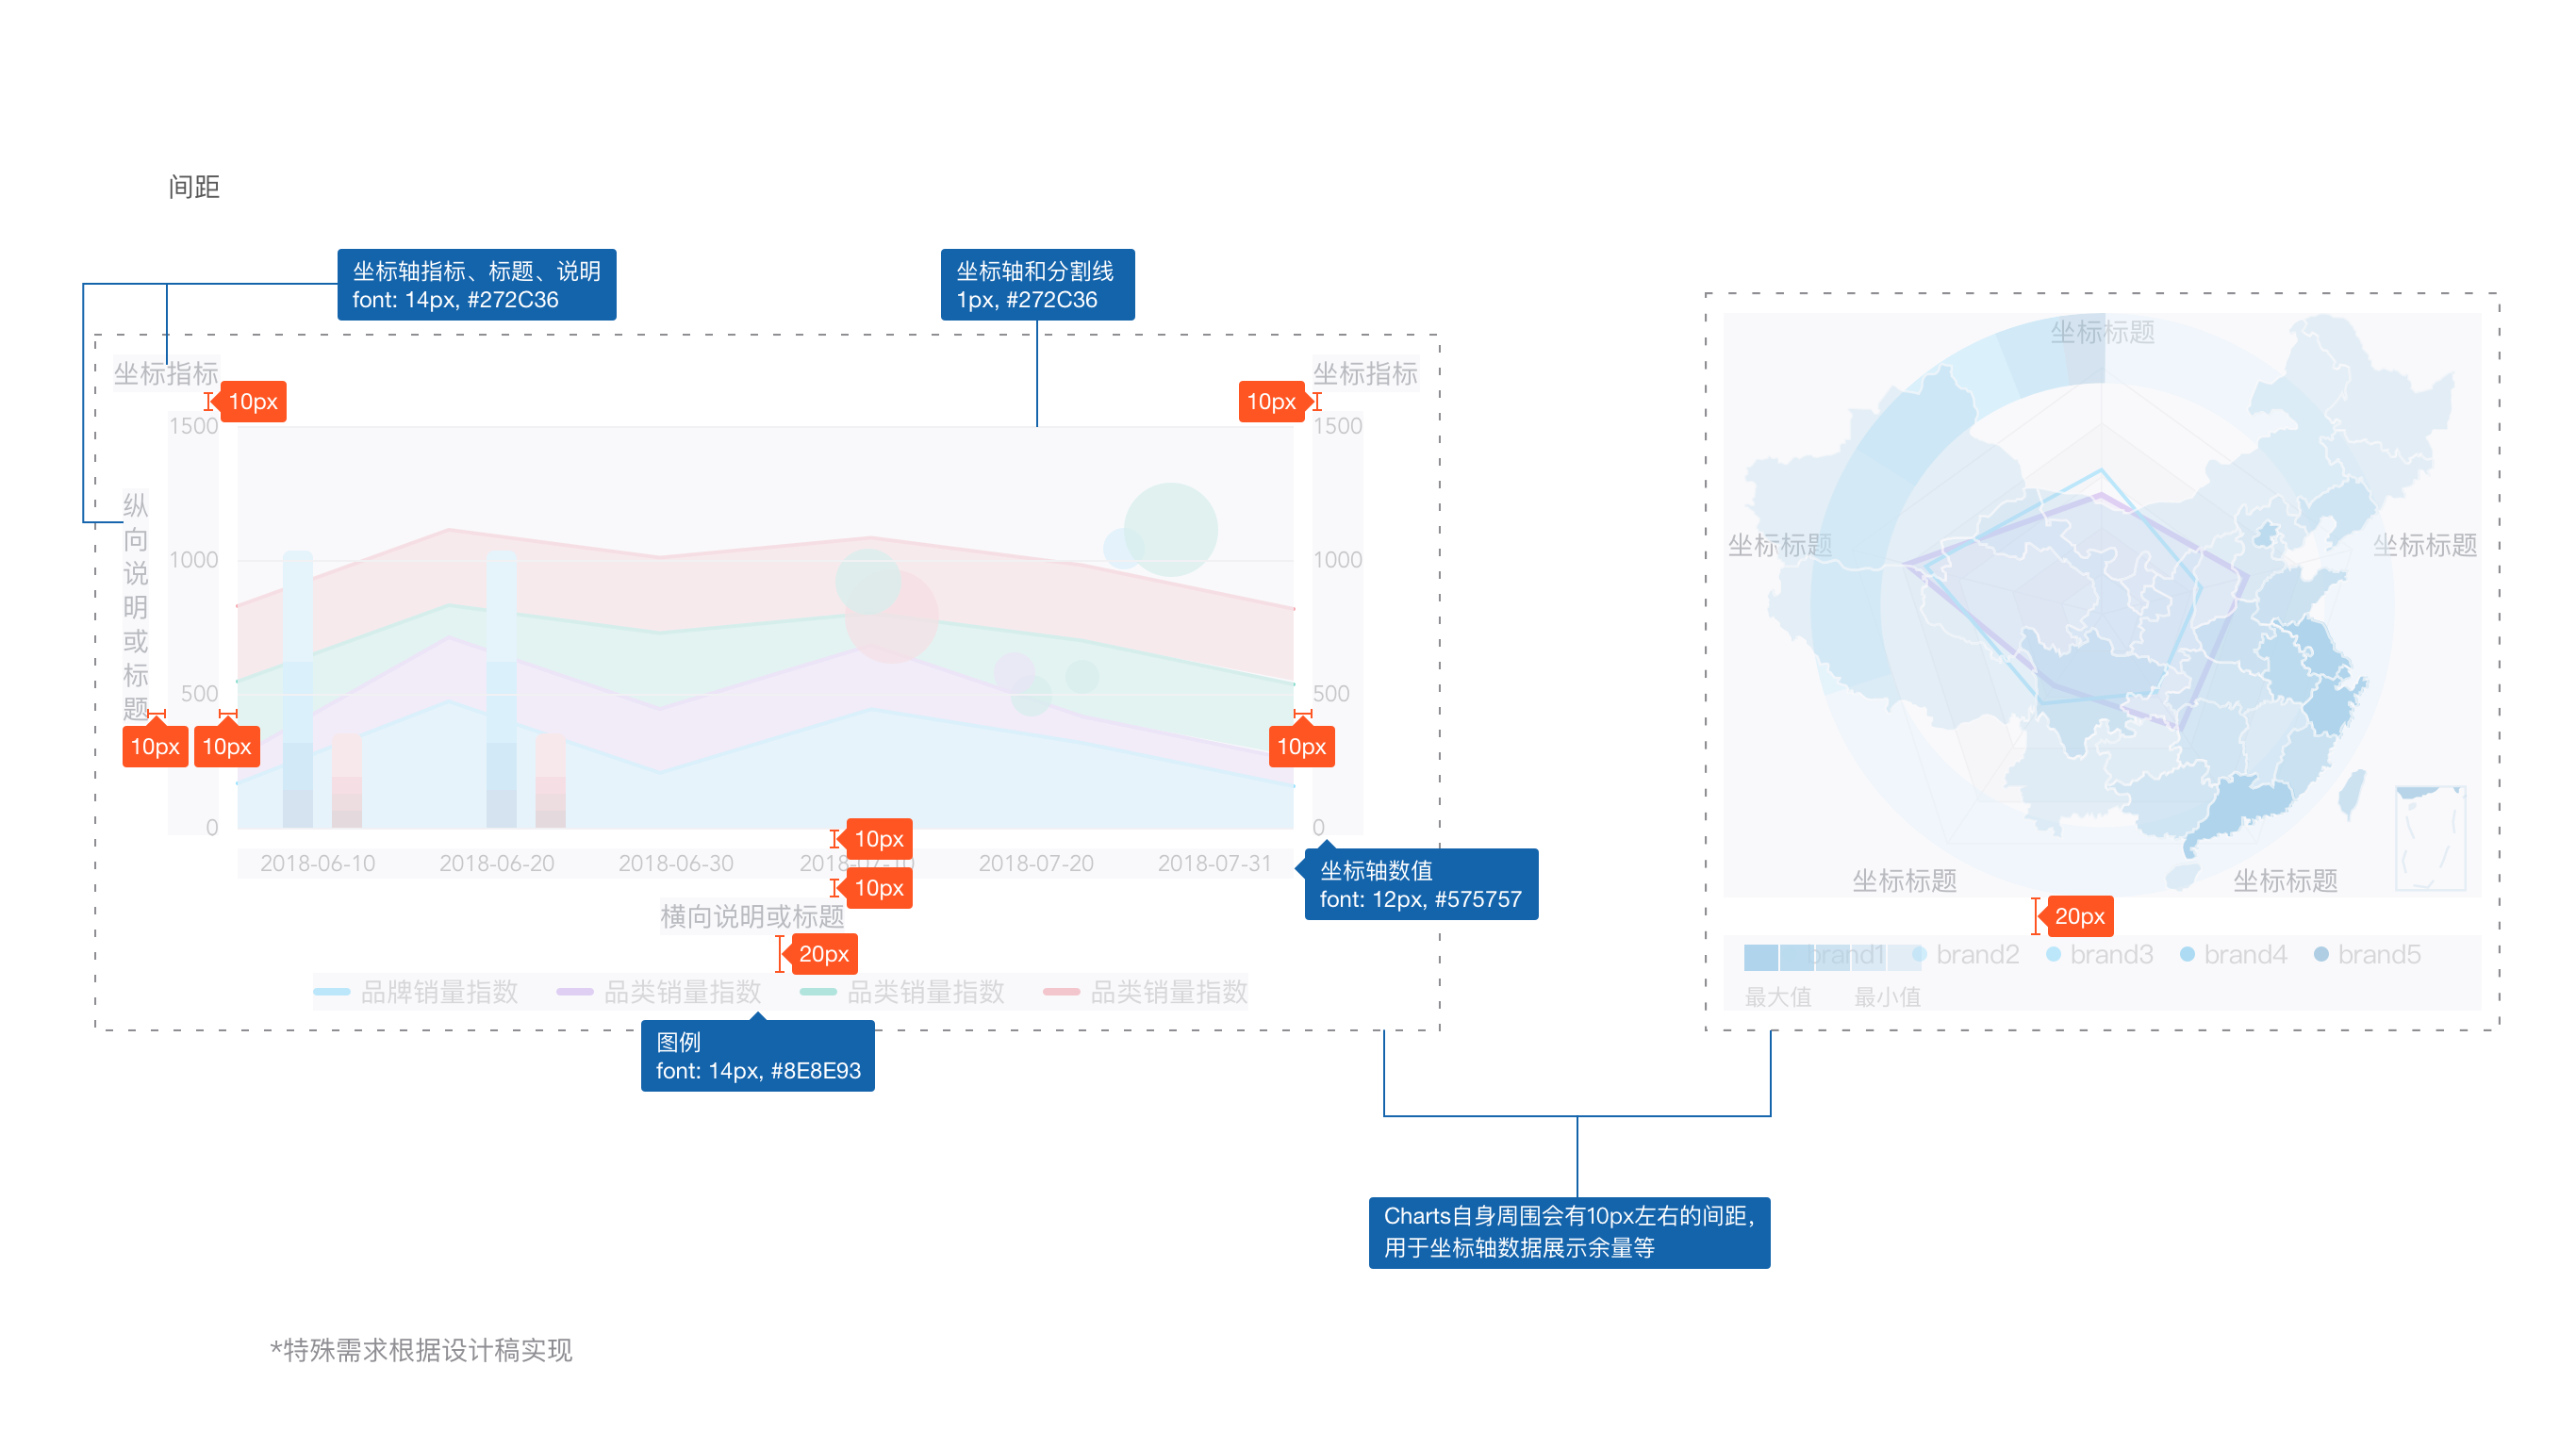 间距
坐标轴指标、标题、说明
font: 14px, #272C36
坐标轴和分割线
1px, #272C36
坐标指标
坐标指标
10px
10px
1500
1000
500
0
1500
1000
500
0
纵向说明或标题
10px
10px
10px
10px
2018-06-10
2018-06-20
2018-06-30
2018-07-10
2018-07-20
2018-07-31
10px
横向说明或标题
20px
坐标轴数值
font: 12px, #575757
品牌销量指数
品类销量指数
品类销量指数
品类销量指数
图例
font: 14px, #8E8E93
坐标标题
坐标标题
坐标标题
坐标标题
坐标标题
20px
brand1
brand2
brand3
brand4
brand5
最大值
最小值
Charts自身周围会有10px左右的间距，
用于坐标轴数据展示余量等
*特殊需求根据设计稿实现